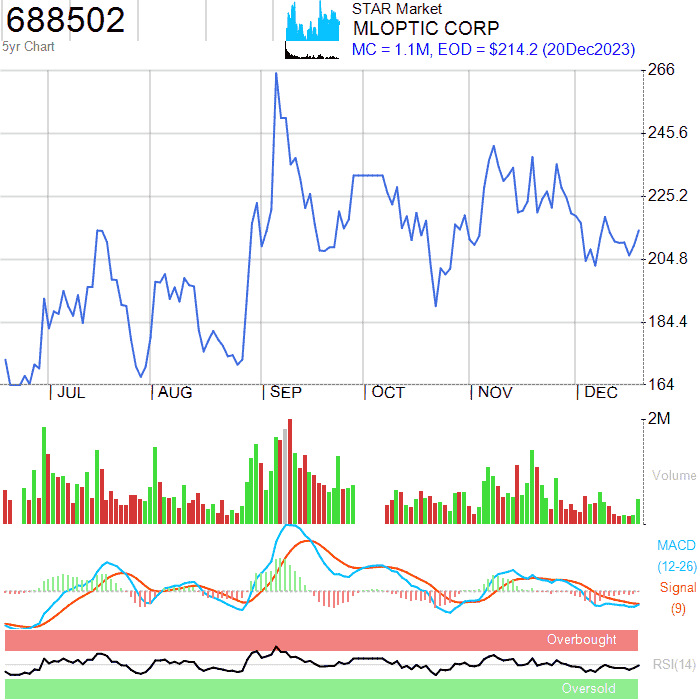 688502
STAR Market
MLOPTIC CORP
5yr Chart
MC = 1.1M, EOD = $214.2 (20Dec2023)
266
245.6
225.2
204.8
184.4
164
JUL AUG SEP OCT NOV DEC
2M
Volume
MACD
(12-26)
Signal
(9)
Overbought
RSI(14)
Oversold